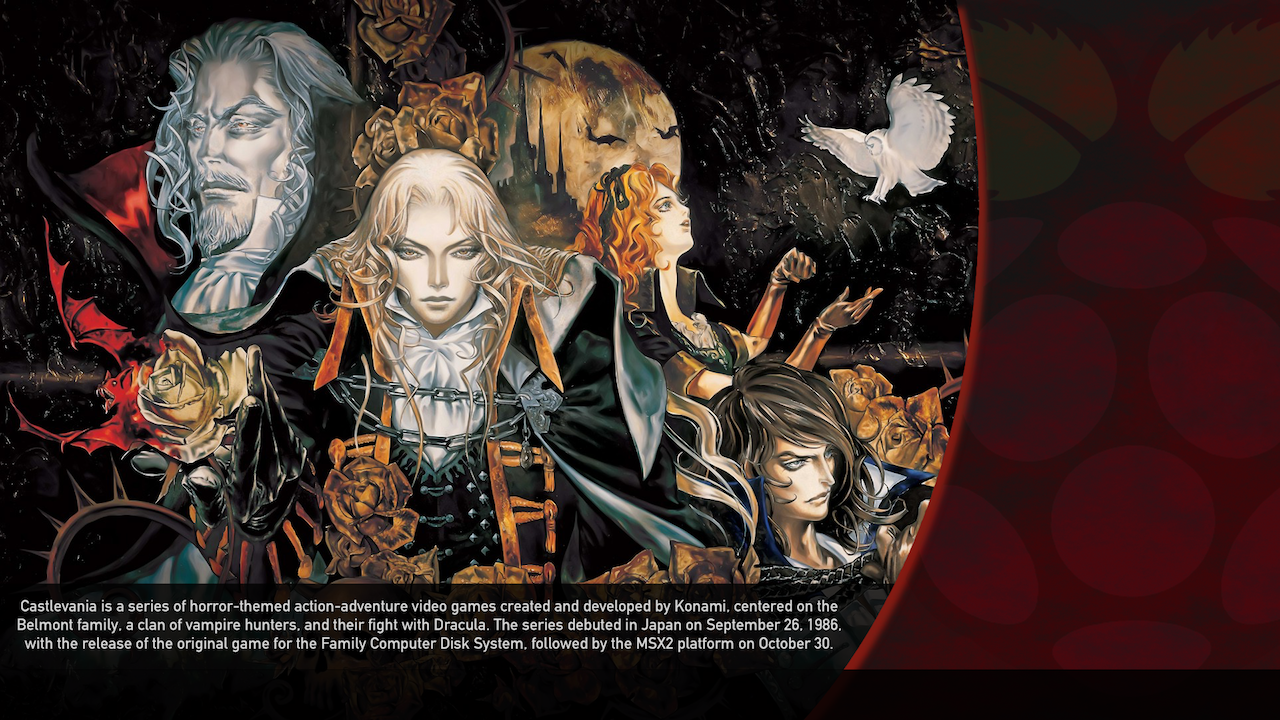 Castlevania is a series of horror-themed action-adventure video games created and developed by Konami, centered on the
Belmont family, a clan of vampire hunters, and their fight with Dracula. The series debuted in Japan on September 26, 1986,
with the release of the original game for the Family Computer Disk System, followed by the MSX2 platform on October 30.